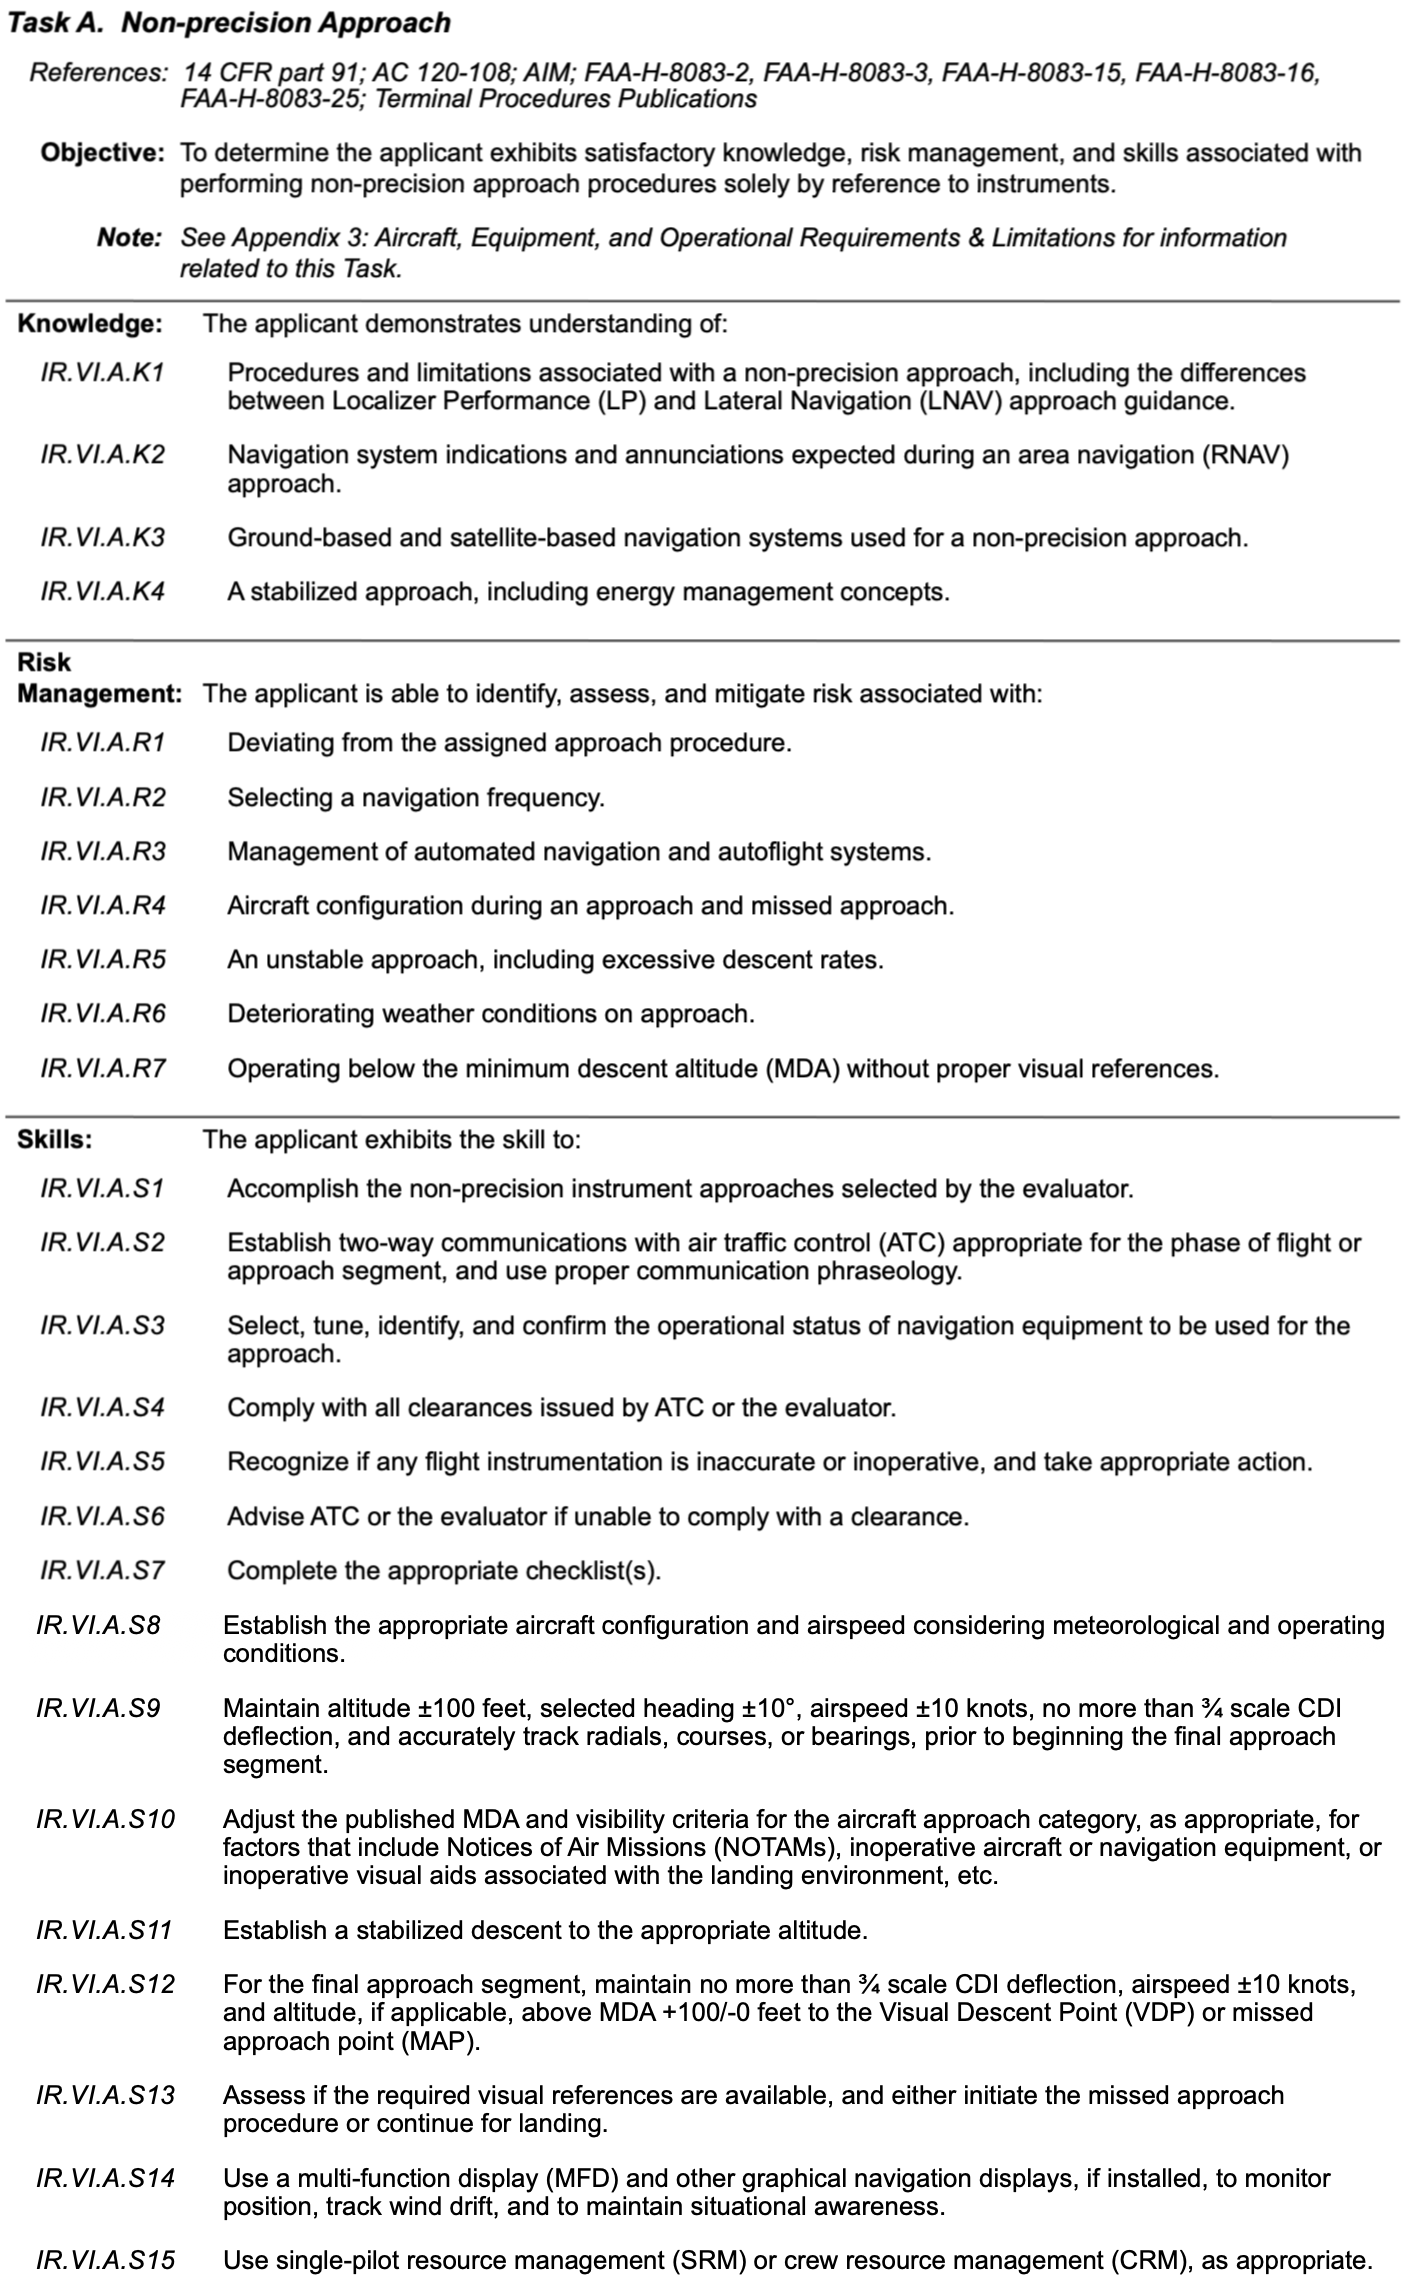 Task A. Non-precision Approach
References: 14 CFR part 91; AC 120-108; AIM; FAA-H-8083-2, FAA-H-8083-3, FAA-H-8083-15, FAA-H-8083-16,
FAA-H-8083-25; Terminal Procedures Publications
Objective: To determine the applicant exhibits satisfactory knowledge, risk management, and skills associated with
performing non-precision approach procedures solely by reference to instruments.
Note: See Appendix 3: Aircraft, Equipment, and Operational Requirements & Limitations for information
related to this Task.
Knowledge: The applicant demonstrates understanding of:
IR.VI.A.K1 Procedures and limitations associated with a non-precision approach, including the differences
between Localizer Performance (LP) and Lateral Navigation (LNAV) approach guidance.
IR.VI.A.K2 Navigation system indications and annunciations expected during an area navigation (RNAV)
approach.
IR.VI.A.K3 Ground-based and satellite-based navigation systems used for a non-precision approach.
IR.VI.A.K4 A stabilized approach, including energy management concepts.
Risk
Management: The applicant is able to identify, assess, and mitigate risk associated with:
IR.VI.A.R1 Deviating from the assigned approach procedure.
IR.VI.A.R2 Selecting a navigation frequency.
IR.VI.A.R3 Management of automated navigation and autoflight systems.
IR.VI.A.R4 Aircraft configuration during an approach and missed approach.
IR.VI.A.R5 An unstable approach, including excessive descent rates.
IR.VI.A.R6 Deteriorating weather conditions on approach.
IR.VI.A.R7 Operating below the minimum descent altitude (MDA) without proper visual references.
Skills: The applicant exhibits the skill to:
IR.VI.A.S1 Accomplish the non-precision instrument approaches selected by the evaluator.
IR.VI.A.S2 Establish two-way communications with air traffic control (ATC) appropriate for the phase of flight or
approach segment, and use proper communication phraseology.
IR.VI.A.S3 Select, tune, identify, and confirm the operational status of navigation equipment to be used for the
approach.
IR.VI.A.S4 Comply with all clearances issued by ATC or the evaluator.
IR.VI.A.S5 Recognize if any flight instrumentation is inaccurate or inoperative, and take appropriate action.
IR.VI.A.S6 Advise ATC or the evaluator if unable to comply with a clearance.
IR.VI.A.S7 Complete the appropriate checklist(s).
IR.VI.A.S8 Establish the appropriate aircraft configuration and airspeed considering meteorological and operating
conditions.
IR.VI.A.S9 Maintain altitude ±100 feet, selected heading ±10°, airspeed ±10 knots, no more than ¾ scale CDI
deflection, and accurately track radials, courses, or bearings, prior to beginning the final approach
segment.
IR.VI.A.S10 Adjust the published MDA and visibility criteria for the aircraft approach category, as appropriate, for
factors that include Notices of Air Missions (NOTAMs), inoperative aircraft or navigation equipment, or
inoperative visual aids associated with the landing environment, etc.
IR.VI.A.S11 Establish a stabilized descent to the appropriate altitude.
IR.VI.A.S12 For the final approach segment, maintain no more than ¾ scale CDI deflection, airspeed ±10 knots,
and altitude, if applicable, above MDA +100/-0 feet to the Visual Descent Point (VDP) or missed
approach point (MAP).
IR.VI.A.S13 Assess if the required visual references are available, and either initiate the missed approach
procedure or continue for landing.
IR.VI.A.S14 Use a multi-function display (MFD) and other graphical navigation displays, if installed, to monitor
position, track wind drift, and to maintain situational awareness.
IR.VI.A.S15 Use single-pilot resource management (SRM) or crew resource management (CRM), as appropriate.